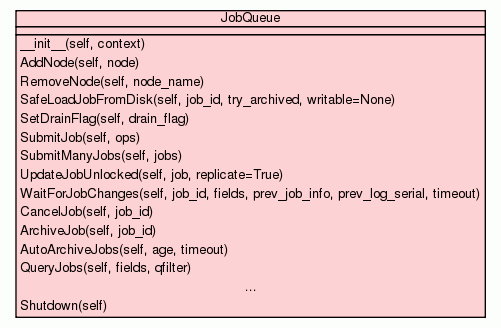 JobQueue
__init__(self, context)
AddNode(self, node)
RemoveNode(self, node_name)
SafeLoadJobFromDisk(self, job_id, try_archived, writable=None)
SetDrainFlag(self, drain_flag)
SubmitJob(self, ops)
SubmitManyJobs(self, jobs)
UpdateJobUnlocked(self, job, replicate=True)
WaitForJobChanges(self, job_id, fields, prev_job_info, prev_log_serial, timeout)
CancelJob(self, job_id)
ArchiveJob(self, job_id)
AutoArchiveJobs(self, age, timeout)
QueryJobs(self, fields, qfilter)
...
Shutdown(self)